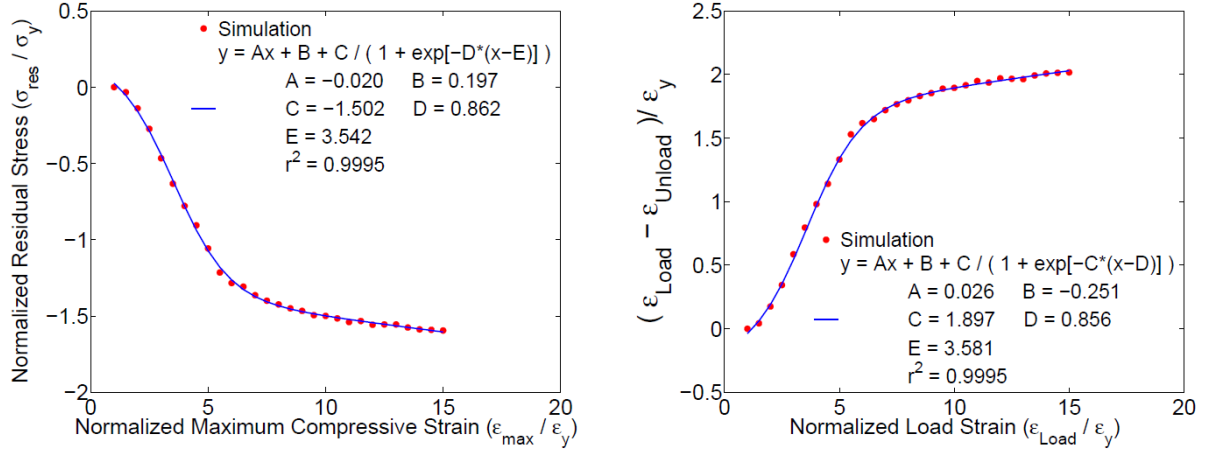 0.5
0
−0.5
−1
−1.5
−2
0
5
10
15
20
Normalized Residual Stress (σres / σy)
Normalized Maximum Compressive Strain (εmax / εy)
Simulation
y = Ax + B + C / ( 1 + exp[−D*(x−E)] )
A = −0.020 B = 0.197
C = −1.502 D = 0.862
E = 3.542
r² = 0.9995
2.5
2
1.5
1
0.5
0
−0.5
0
5
10
15
20
( εLoad − εUnload )/ εy
Normalized Load Strain (εLoad / εy)
Simulation
y = Ax + B + C / ( 1 + exp[−C*(x−D)] )
A = 0.026 B = −0.251
C = 1.897 D = 0.856
E = 3.581
r² = 0.9995